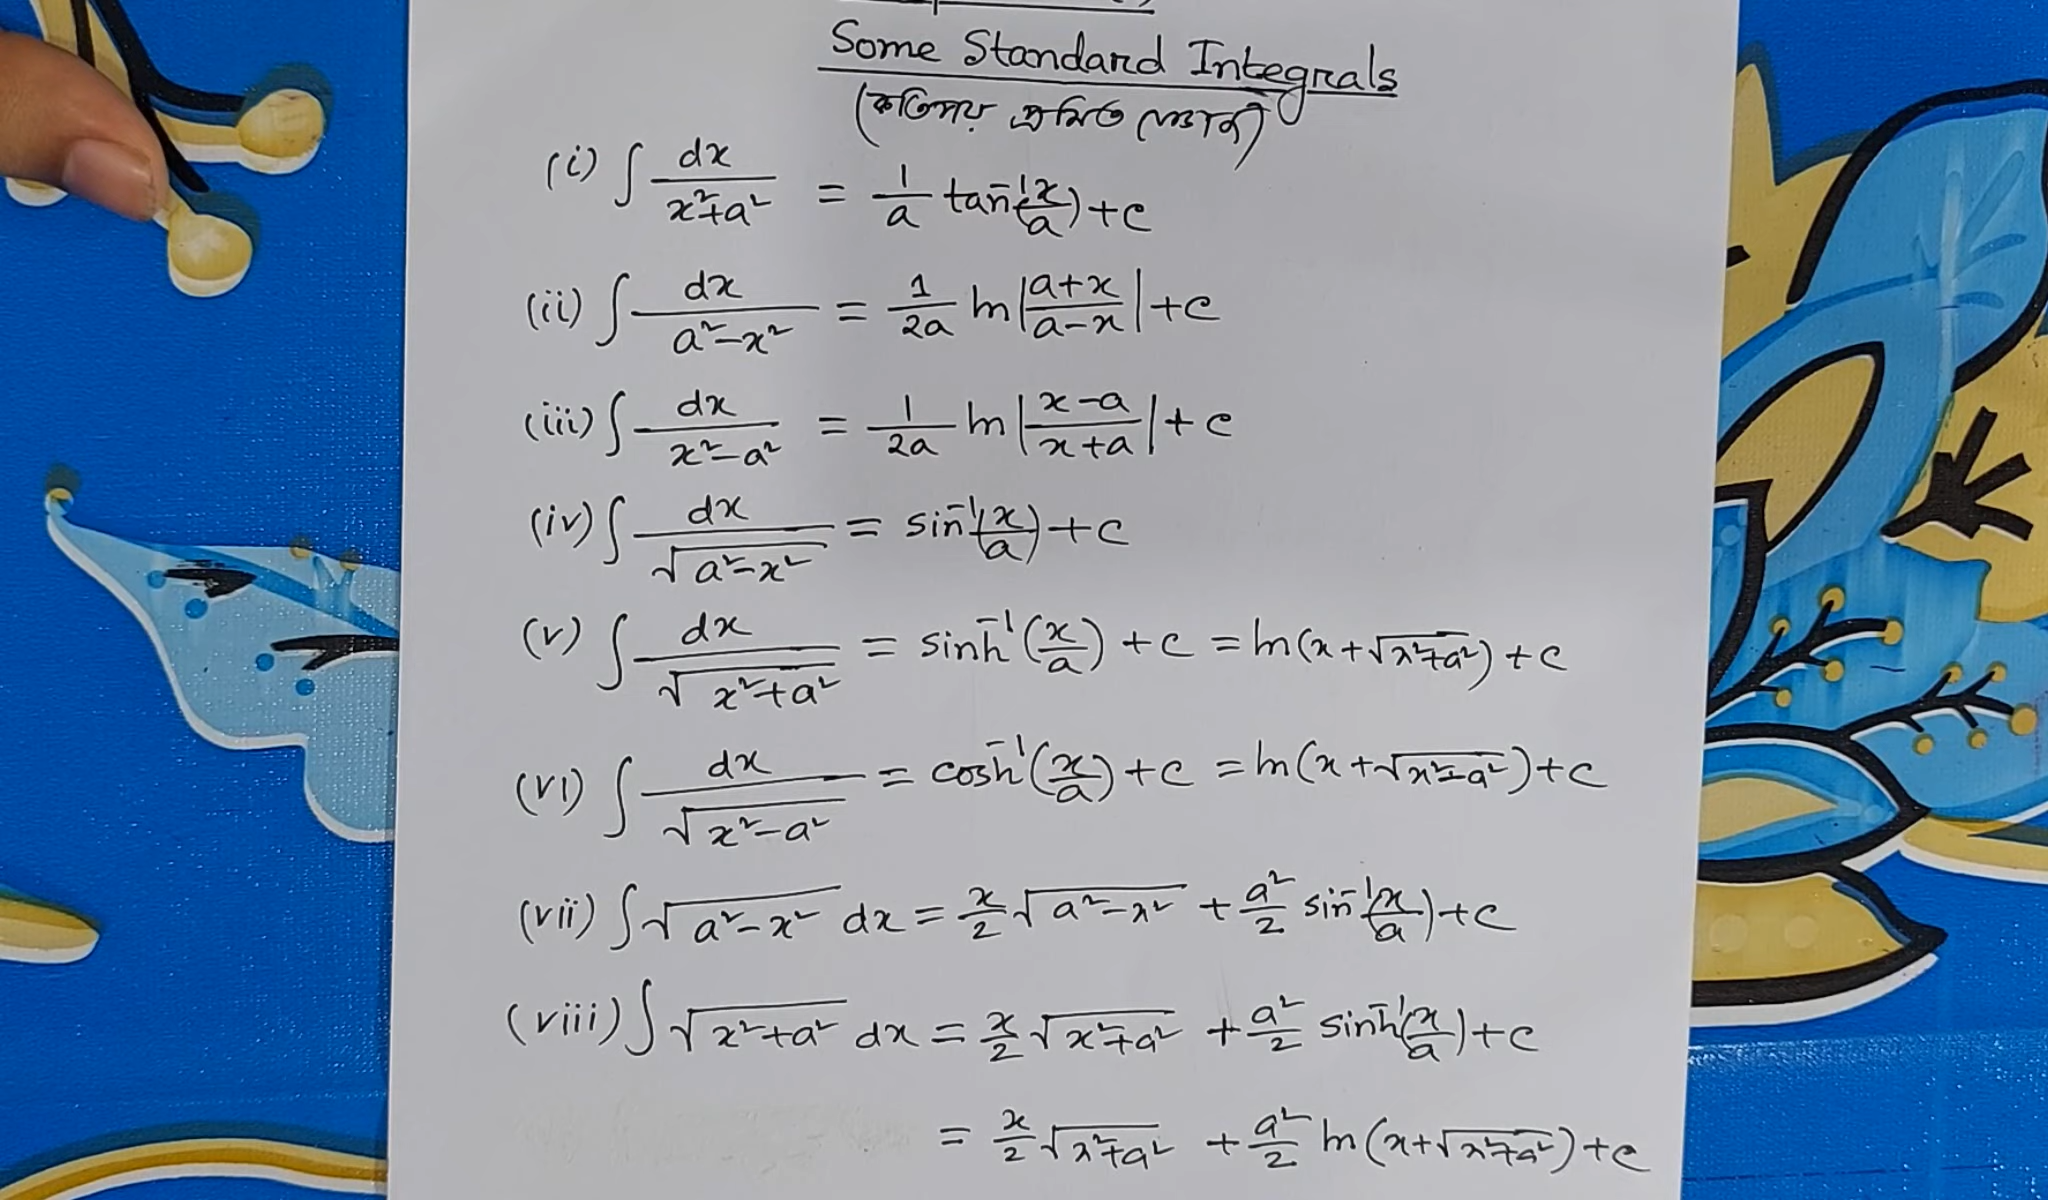 Some Standard Integrals
(কতিপয় প্রমিত যোগজ)
(i) ∫ dx/(x²+a²) = 1/a tan⁻¹(x/a)+c
(ii) ∫ dx/(a²-x²) = 1/2a ln|(a+x)/(a-x)|+c
(iii) ∫ dx/(x²-a²) = 1/2a ln|(x-a)/(x+a)|+c
(iv) ∫ dx/√(a²-x²) = sin⁻¹(x/a)+c
(v) ∫ dx/√(x²+a²) = sinh⁻¹(x/a)+c = ln(x+√(x²+a²))+c
(vi) ∫ dx/√(x²-a²) = cosh⁻¹(x/a)+c = ln(x+√(x²-a²))+c
(vii) ∫√(a²-x²) dx = x/2 √(a²-x²) + a²/2 sin⁻¹(x/a)+c
(viii) ∫√(x²+a²) dx = x/2 √(x²+a²) + a²/2 sinh⁻¹(x/a)+c
= x/2 √(x²+a²) + a²/2 ln(x+√(x²+a²))+c